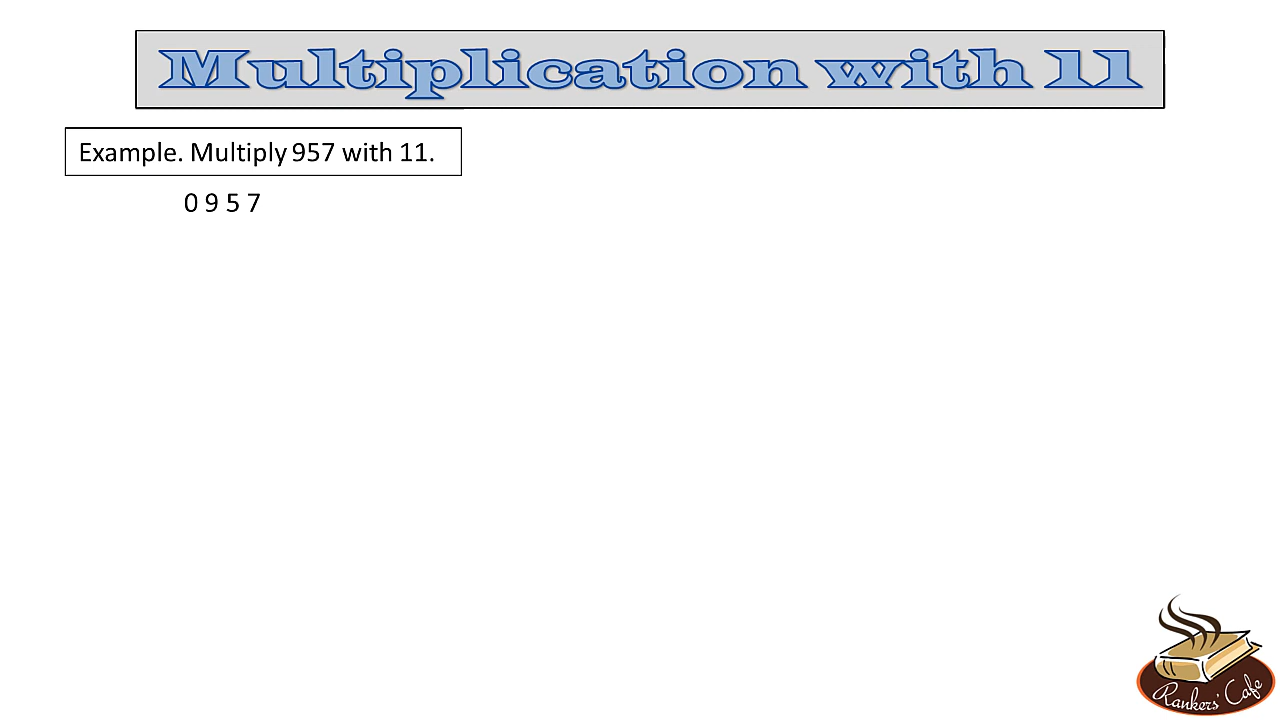 Multiplication with 11
Example. Multiply 957 with 11.
0 9 5 7
Rankers' Cafe